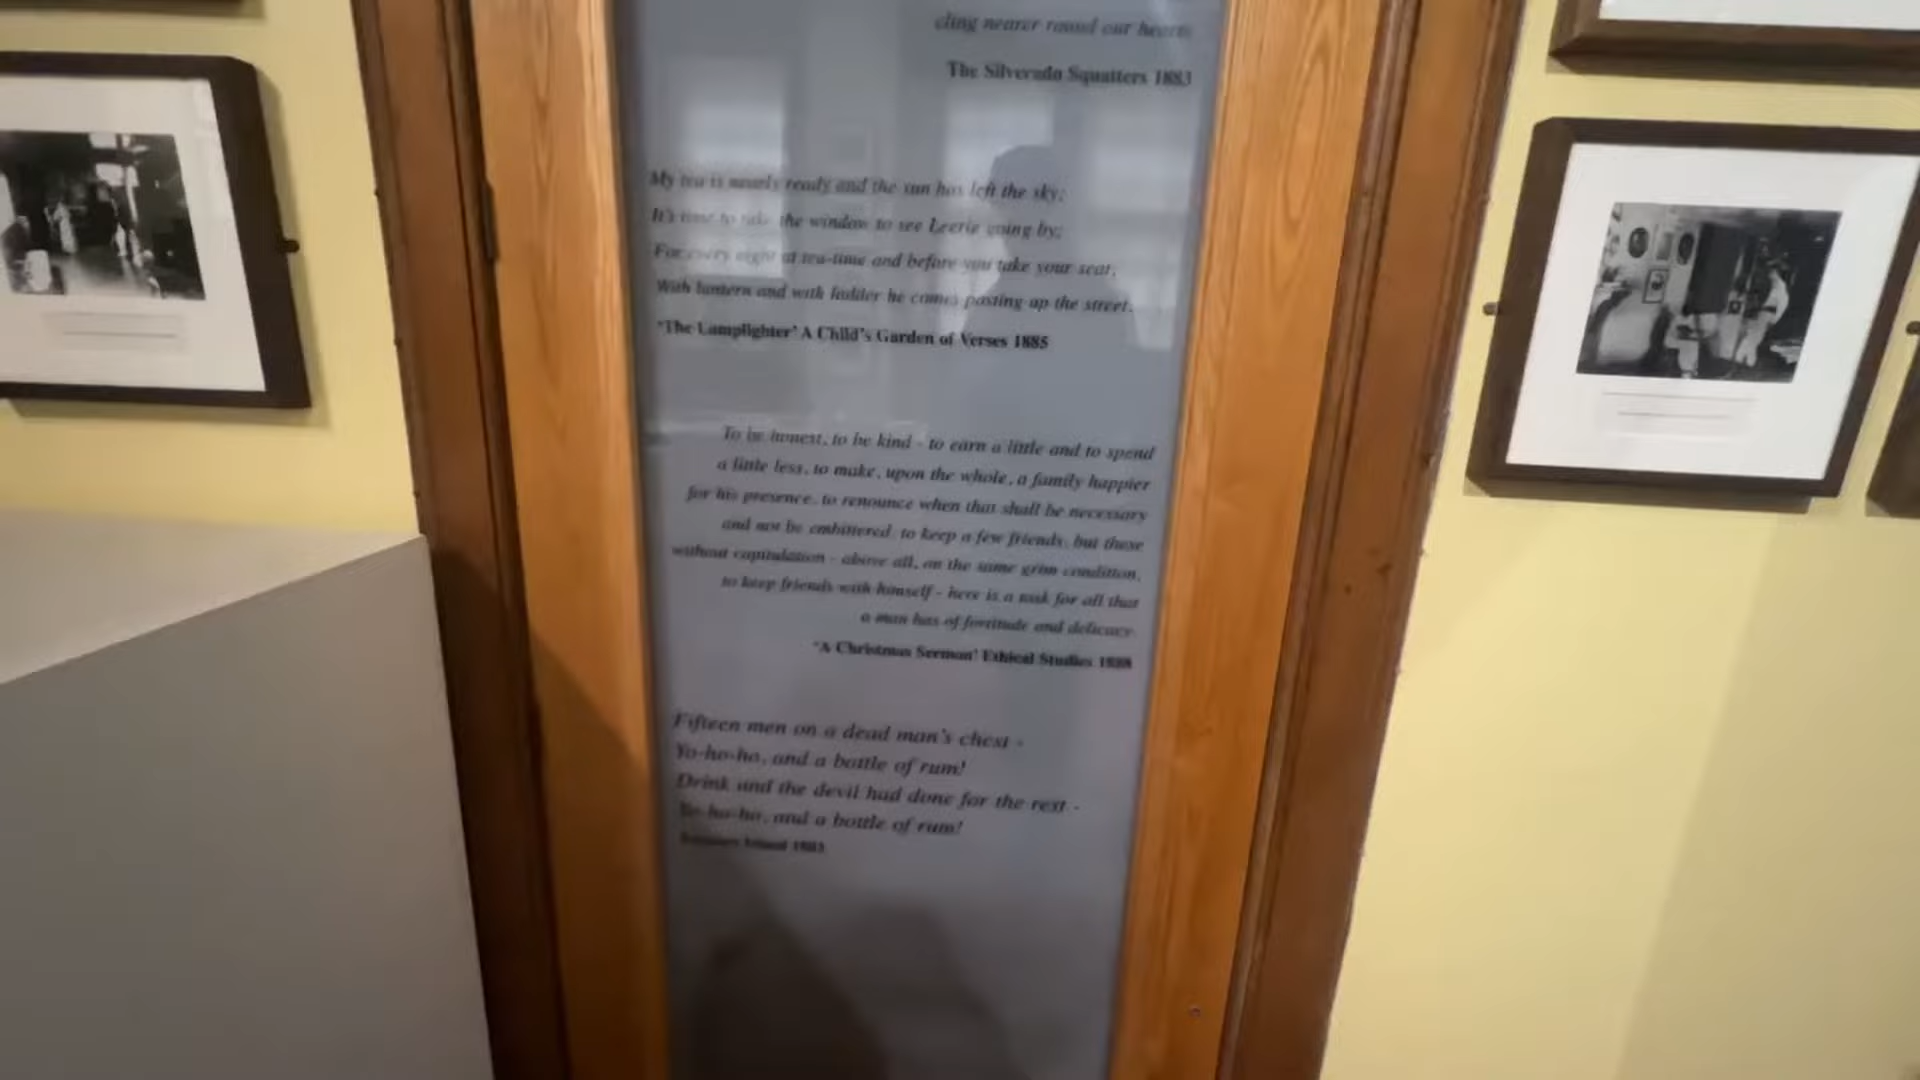 cling nearer round our hearts
The Silverado Squatters 1883
My tea is nearly ready and the sun has left the sky;
It's time to take the window to see Leerie going by;
For every night at tea-time and before you take your seat,
With lantern and with ladder he comes posting up the street.
'The Lamplighter' A Child's Garden of Verses 1885
To be honest, to be kind - to earn a little and to spend
a little less, to make, upon the whole, a family happier
for his presence, to renounce when that shall be necessary
and not be embittered, to keep a few friends, but these
without capitulation - above all, on the same grim condition,
to keep friends with himself - here is a task for all that
a man has of fortitude and delicacy.
'A Christmas Sermon' Ethical Studies 1888
Fifteen men on a dead man's chest -
Yo-ho-ho, and a bottle of rum!
Drink and the devil had done for the rest -
Yo-ho-ho, and a bottle of rum!
Treasure Island 1883